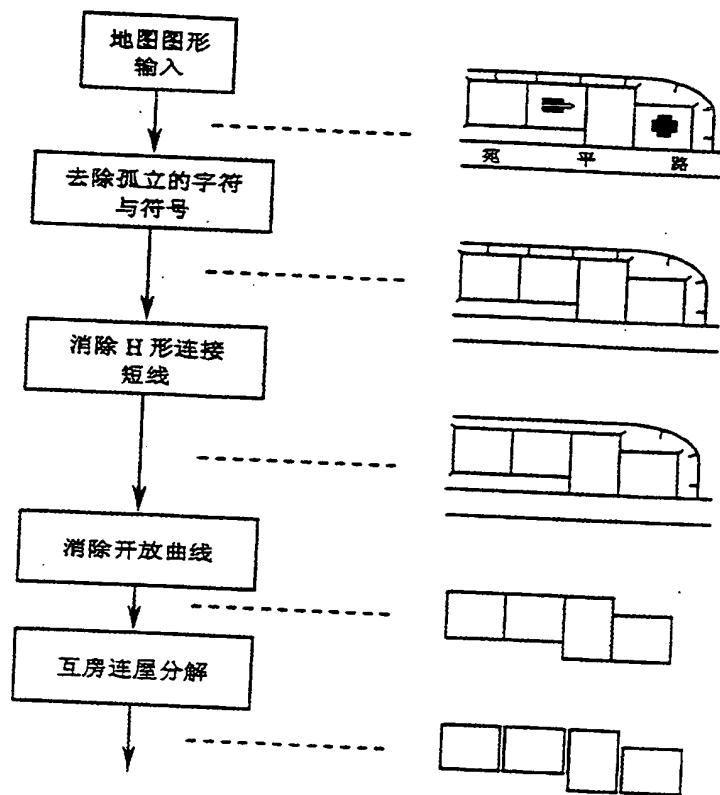 地图图形
输入
苑 平 路
去除孤立的字符
与符号
消除 H 形连接
短线
消除开放曲线
互房连屋分解